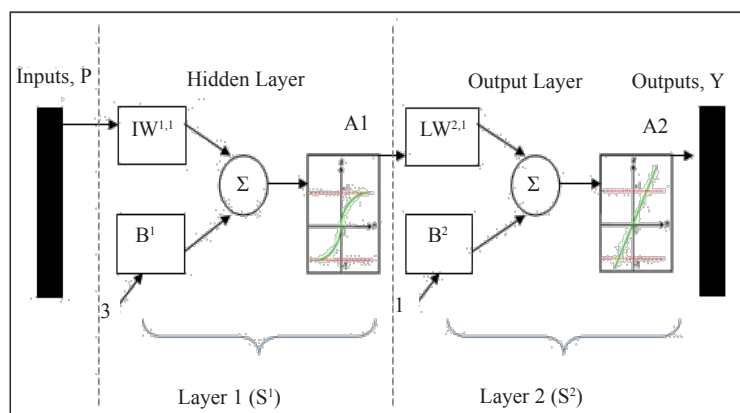 Inputs, P
Hidden Layer
Output Layer
Outputs, Y
IW¹,¹
A1
LW²,¹
A2
Σ
Σ
B¹
B²
3
1
Layer 1 (S¹)
Layer 2 (S²)